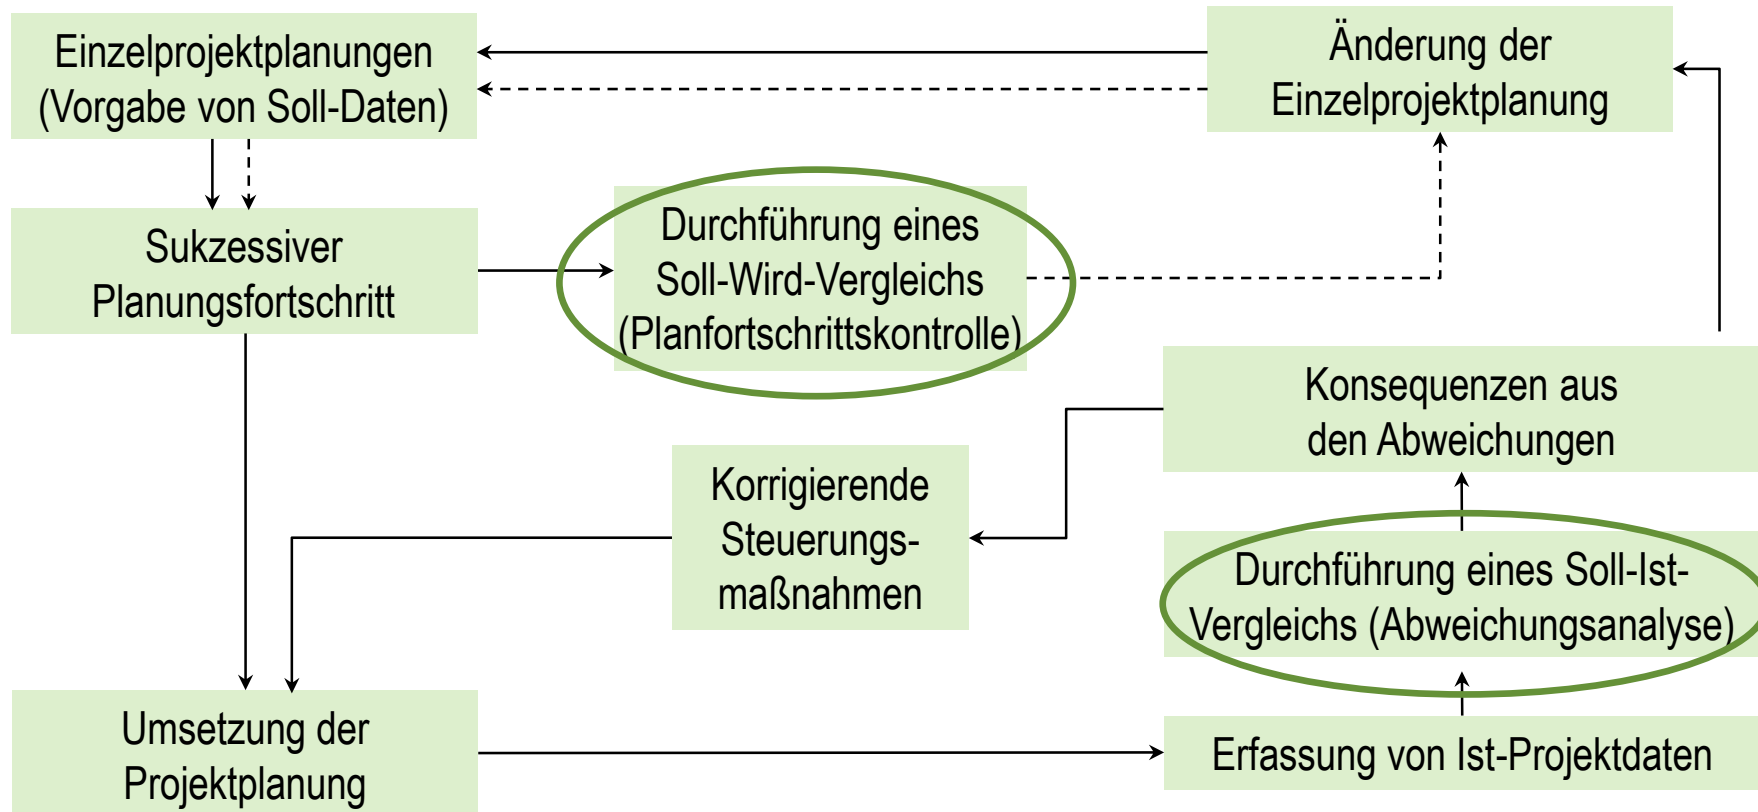 Einzelprojektplanungen
(Vorgabe von Soll-Daten)
Änderung der
Einzelprojektplanung
Sukzessiver
Planungsfortschritt
Durchführung eines
Soll-Wird-Vergleichs
(Planfortschrittskontrolle)
Konsequenzen aus
den Abweichungen
Korrigierende
Steuerungs-
maßnahmen
Durchführung eines Soll-Ist-
Vergleichs (Abweichungsanalyse)
Umsetzung der
Projektplanung
Erfassung von Ist-Projektdaten